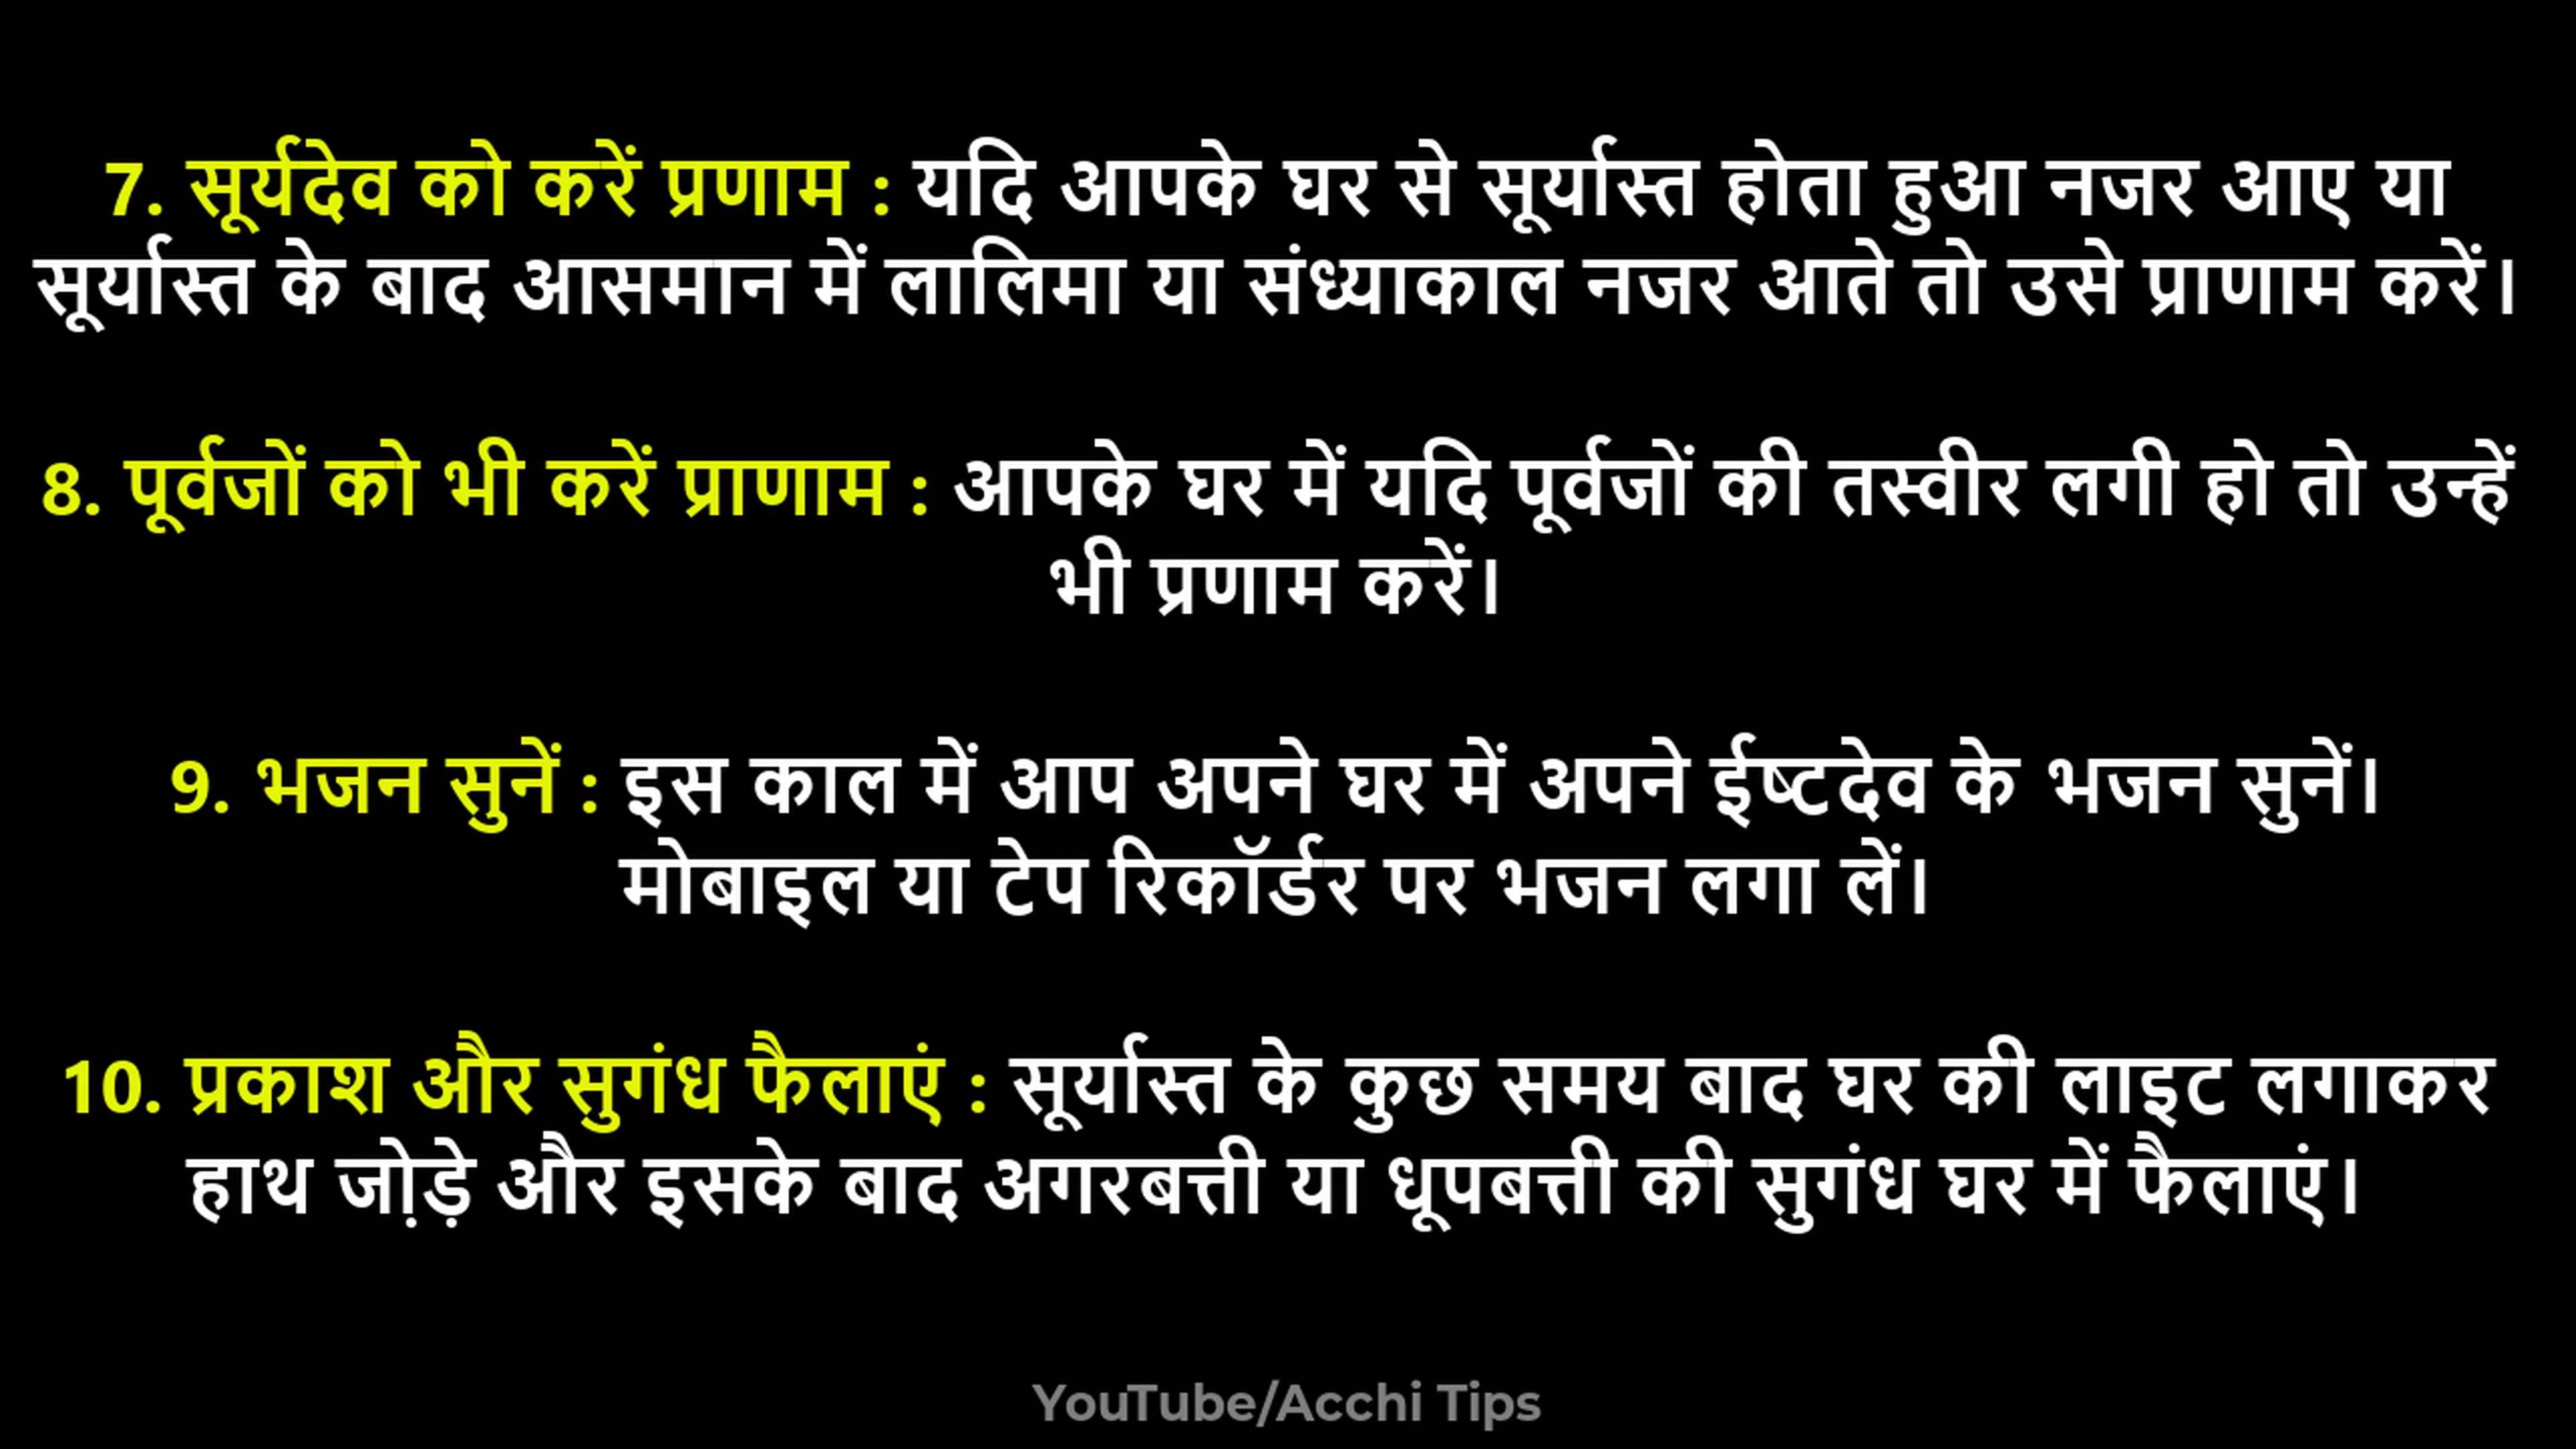 7. सूर्यदेव को करें प्रणाम : यदि आपके घर से सूर्यास्त होता हुआ नजर आए या
सूर्यास्त के बाद आसमान में लालिमा या संध्याकाल नजर आते तो उसे प्राणाम करें।
8. पूर्वजों को भी करें प्राणाम : आपके घर में यदि पूर्वजों की तस्वीर लगी हो तो उन्हें
भी प्रणाम करें।
9. भजन सुनें : इस काल में आप अपने घर में अपने ईष्टदेव के भजन सुनें।
मोबाइल या टेप रिकॉर्डर पर भजन लगा लें।
10. प्रकाश और सुगंध फैलाएं : सूर्यास्त के कुछ समय बाद घर की लाइट लगाकर
हाथ जो़ड़े और इसके बाद अगरबत्ती या धूपबत्ती की सुगंध घर में फैलाएं।
YouTube/Acchi Tips